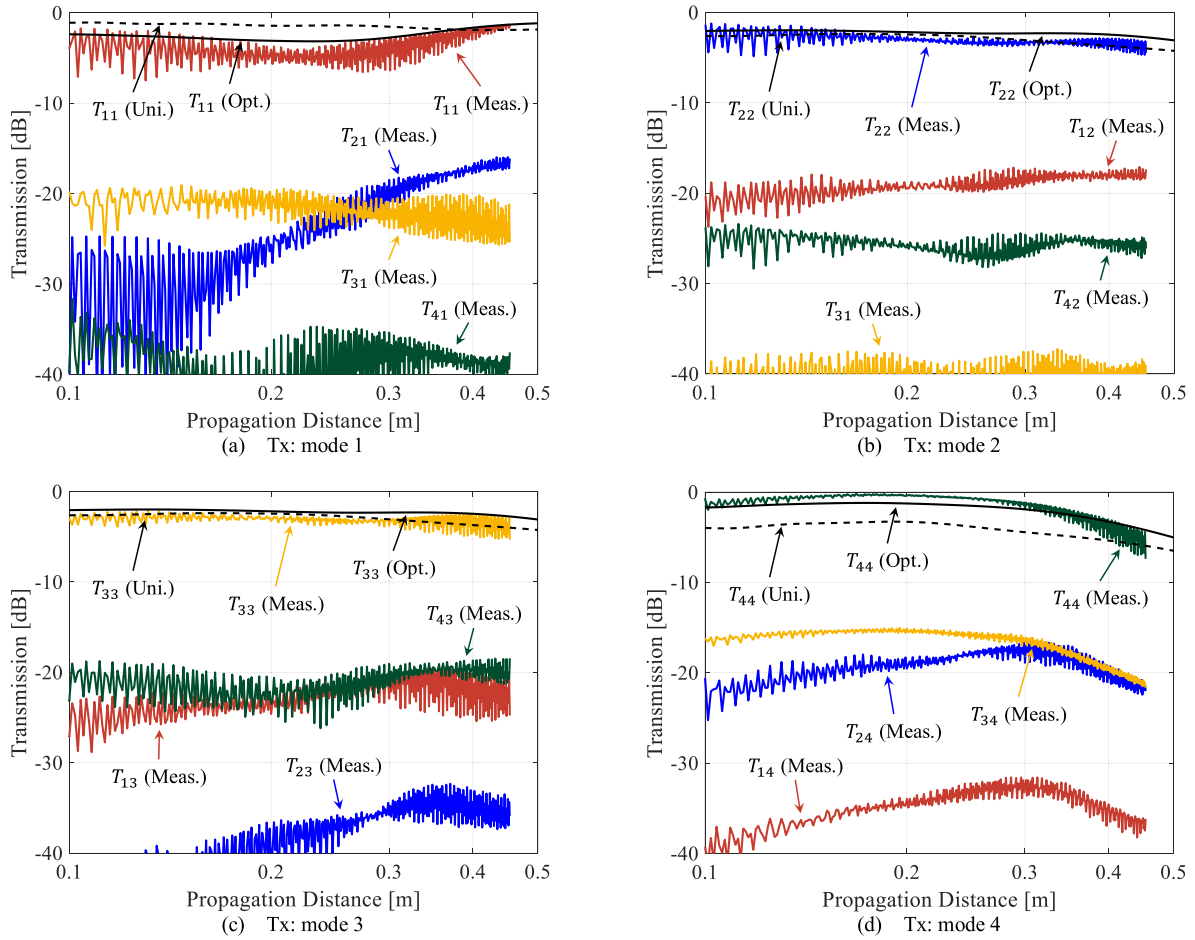 0
-10
-20
-30
-40
Transmission [dB]
T11 (Uni.)
T11 (Opt.)
T11 (Meas.)
T21 (Meas.)
T31 (Meas.)
T41 (Meas.)
0.1
0.2
0.3
0.4
0.5
Propagation Distance [m]
(a) Tx: mode 1
0
-10
-20
-30
-40
Transmission [dB]
T22 (Uni.)
T22 (Meas.)
T22 (Opt.)
T12 (Meas.)
T42 (Meas.)
T31 (Meas.)
0.1
0.2
0.3
0.4
0.5
Propagation Distance [m]
(b) Tx: mode 2
0
-10
-20
-30
-40
Transmission [dB]
T33 (Uni.)
T33 (Meas.)
T33 (Opt.)
T43 (Meas.)
T13 (Meas.)
T23 (Meas.)
0.1
0.2
0.3
0.4
0.5
Propagation Distance [m]
(c) Tx: mode 3
0
-10
-20
-30
-40
Transmission [dB]
T44 (Uni.)
T44 (Opt.)
T44 (Meas.)
T24 (Meas.)
T34 (Meas.)
T14 (Meas.)
0.1
0.2
0.3
0.4
0.5
Propagation Distance [m]
(d) Tx: mode 4